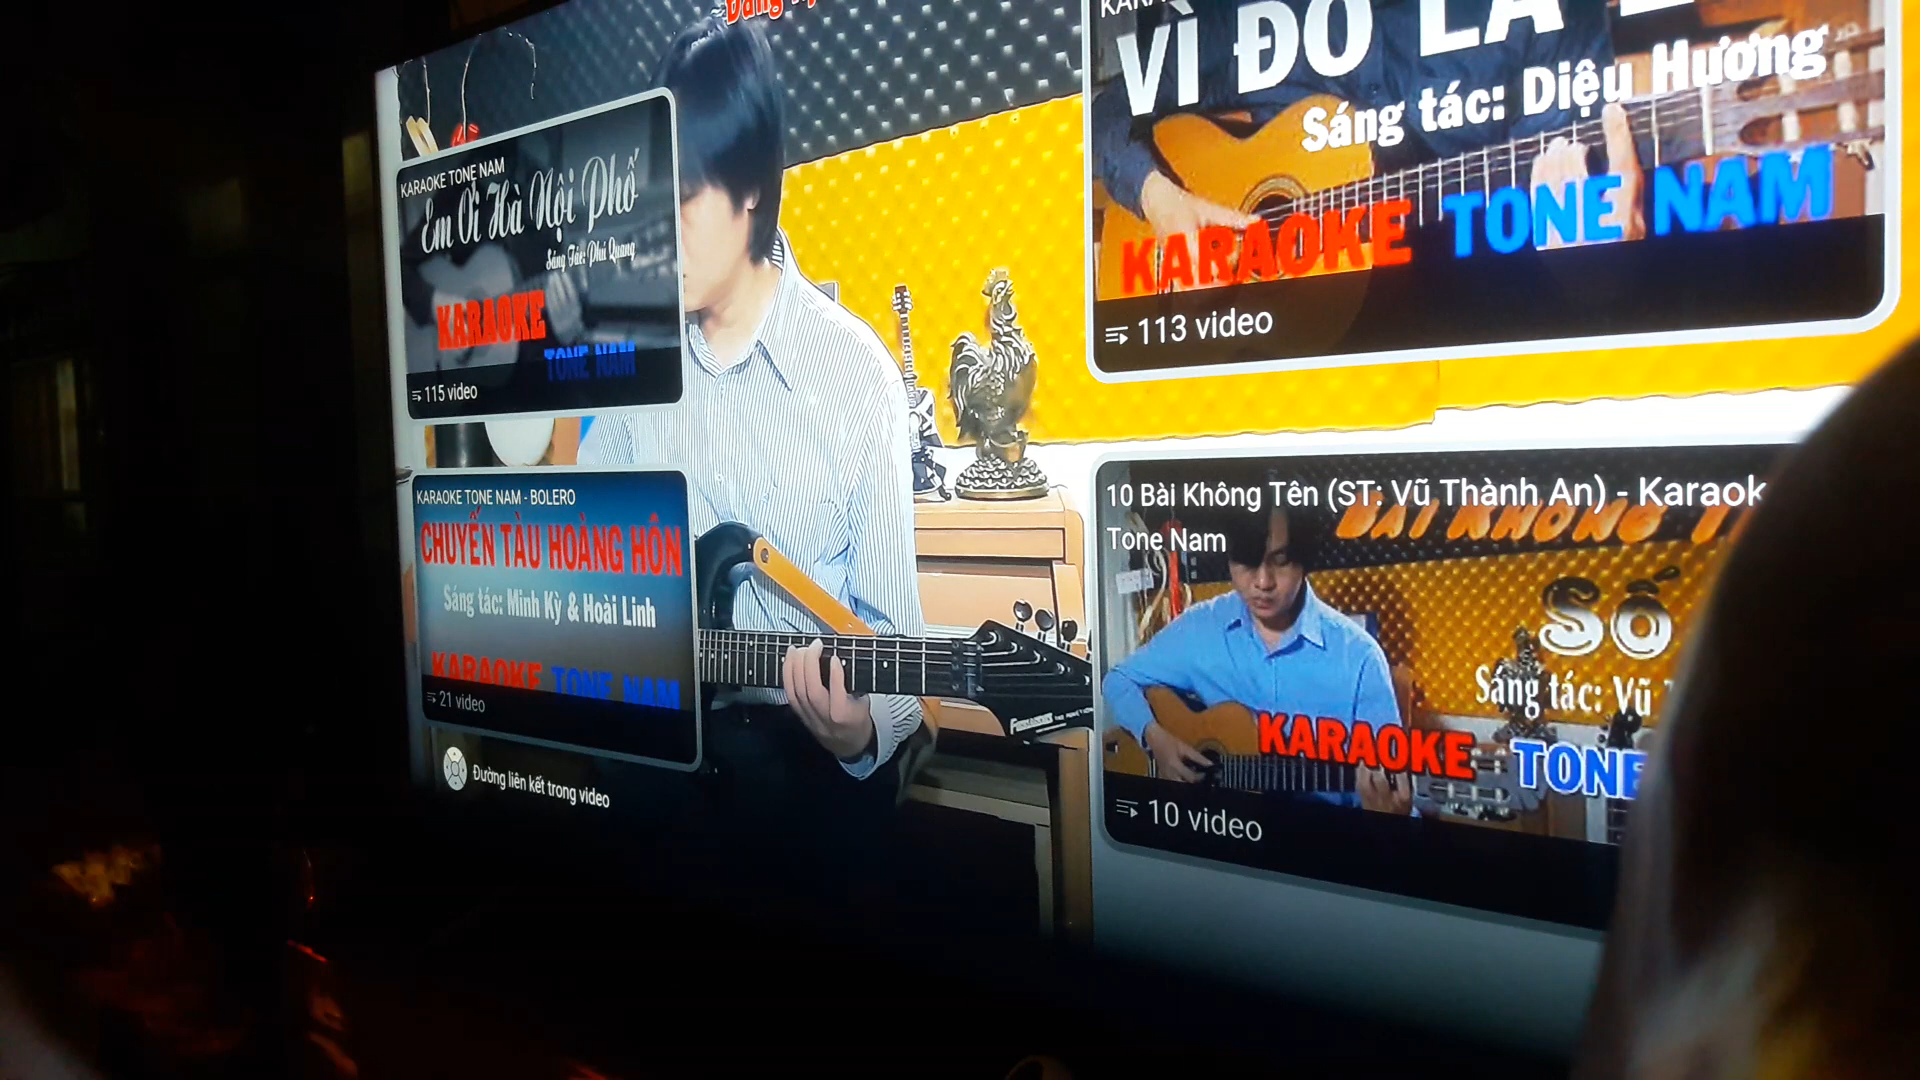 KARAOKE TONE NAM
Em Ơi Hà Nội Phố
Sáng Tác: Phú Quang
KARAOKE
TONE NAM
115 video
KARAOKE TONE NAM - BOLERO
CHUYẾN TÀU HOÀNG HÔN
Sáng tác: Minh Kỳ & Hoài Linh
KARAOKE TONE NAM
21 video
Đường liên kết trong video
VÌ ĐÓ LÀ
Sáng tác: Diệu Hương
KARAOKE TONE NAM
113 video
10 Bài Không Tên (ST: Vũ Thành An) - Karaok
Tone Nam
BÀI KHÔNG
Số
Sáng tác: Vũ
KARAOKE TONE
10 video